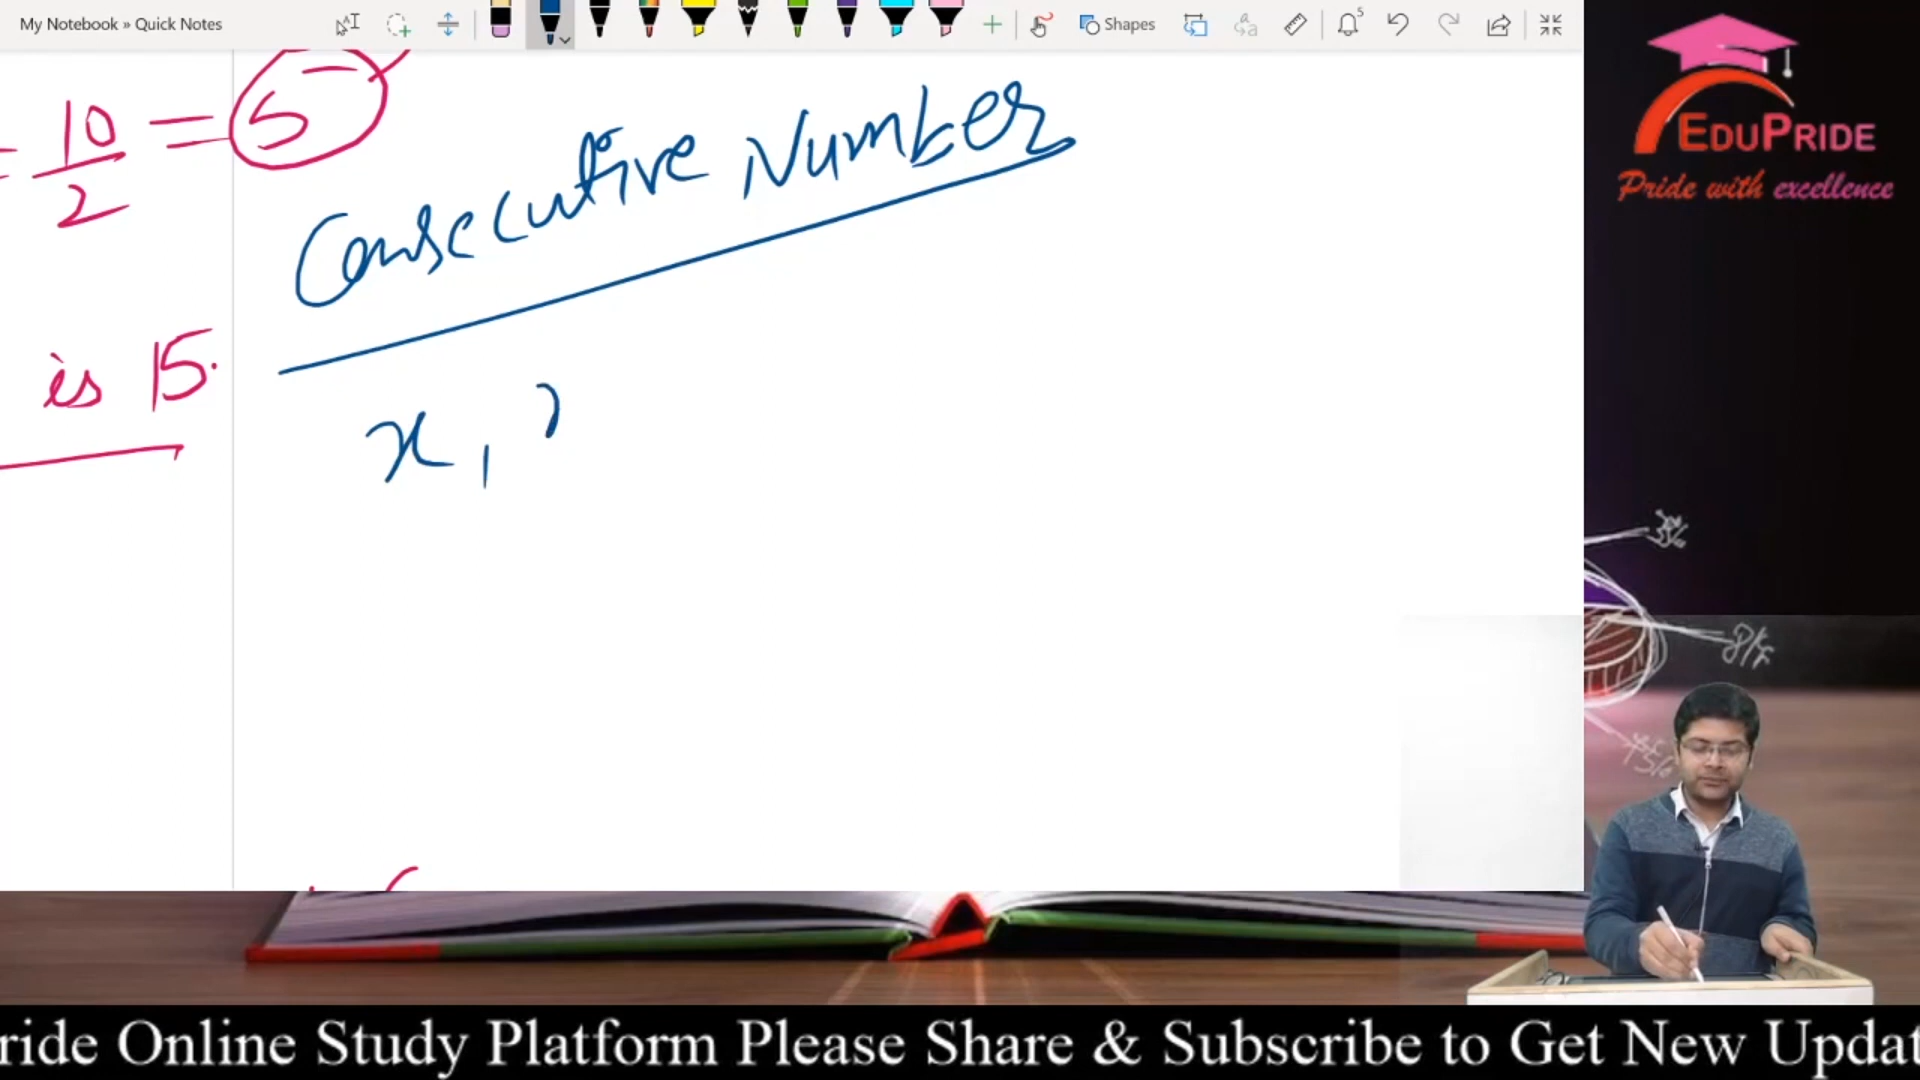 My Notebook » Quick Notes
Shapes
5
EDUPRIDE
Pride with excellence
= 10/2 = 5
Consecutive Number
is 15.
x,
ride Online Study Platform Please Share & Subscribe to Get New Updat